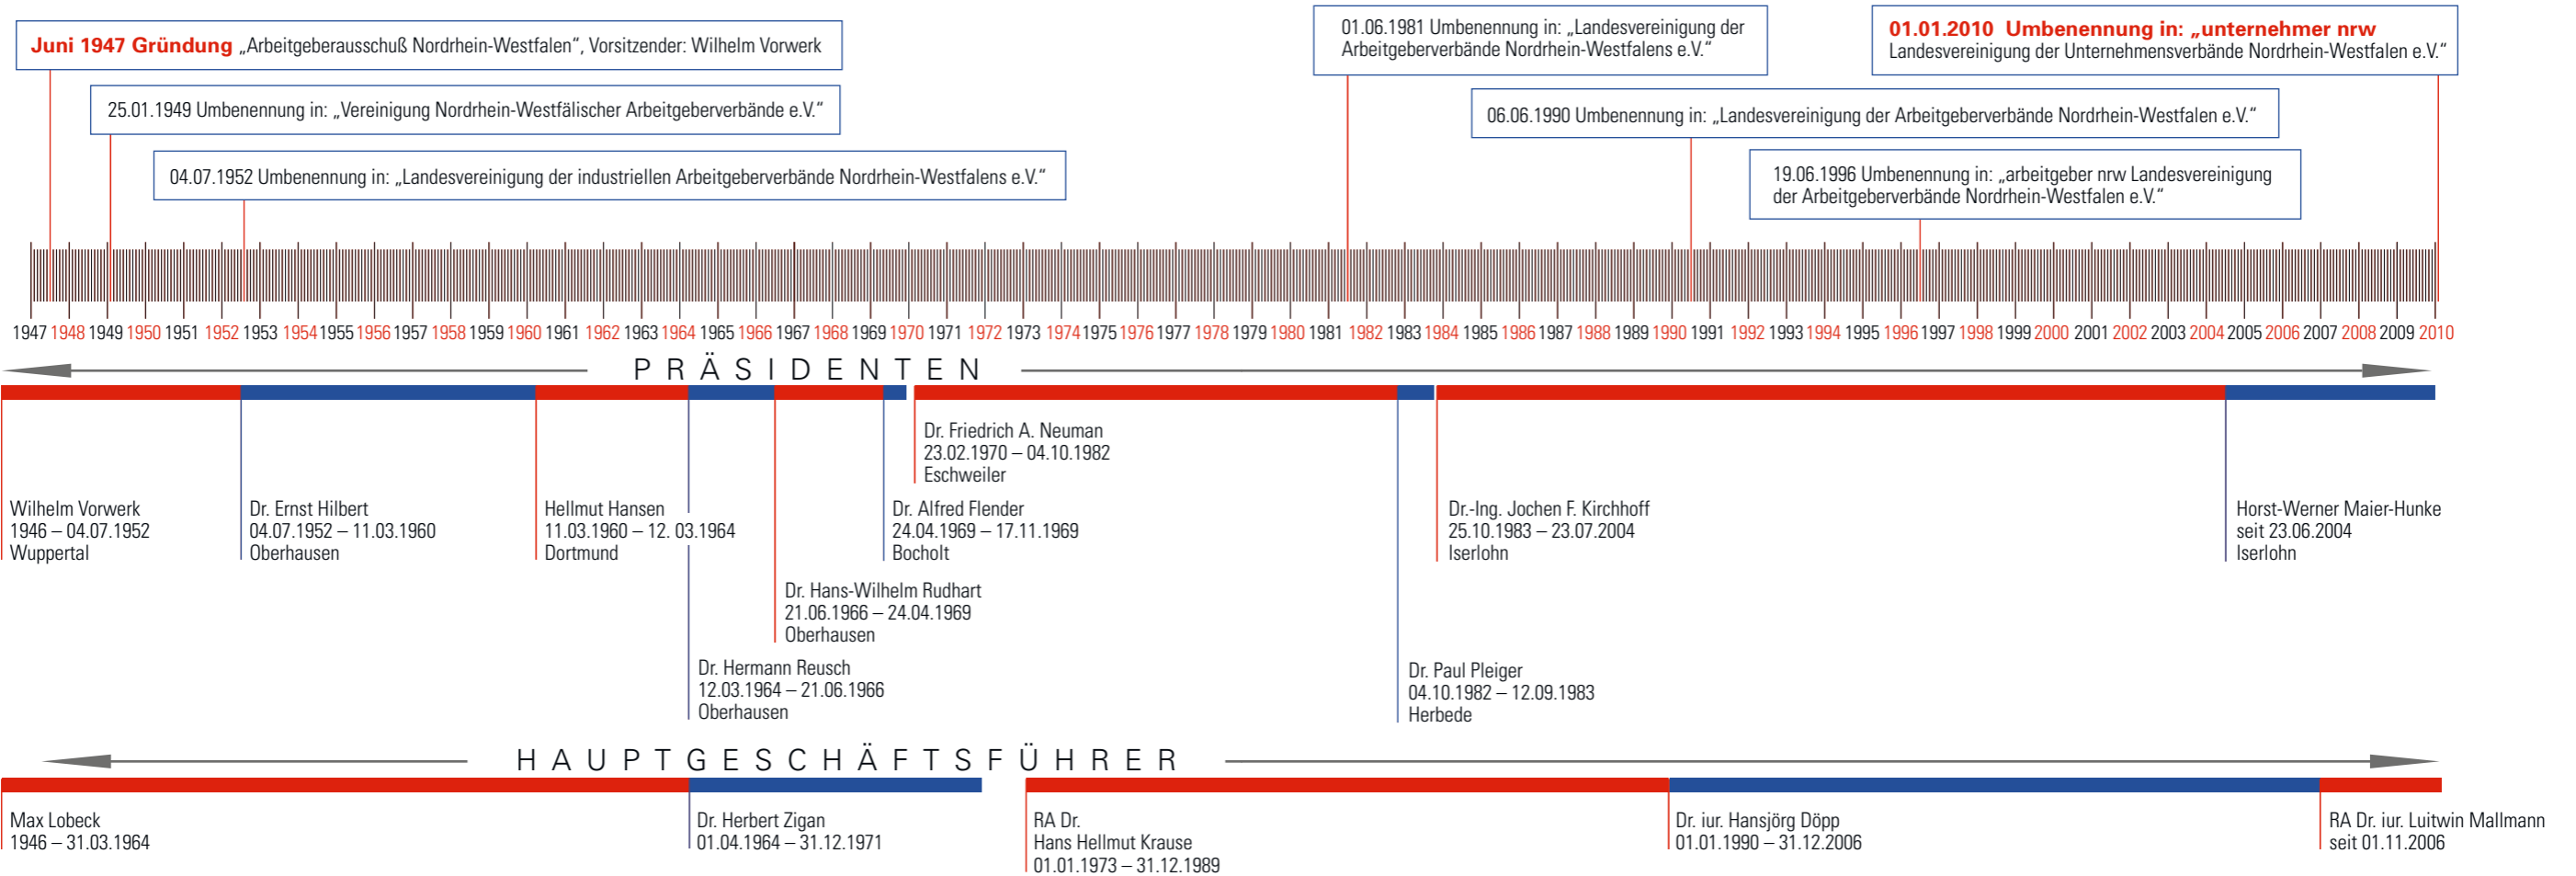 Juni 1947 Gründung „Arbeitgeberausschuß Nordrhein-Westfalen“, Vorsitzender: Wilhelm Vorwerk
25.01.1949 Umbenennung in: „Vereinigung Nordrhein-Westfälischer Arbeitgeberverbände e.V.“
04.07.1952 Umbenennung in: „Landesvereinigung der industriellen Arbeitgeberverbände Nordrhein-Westfalens e.V.“
01.06.1981 Umbenennung in: „Landesvereinigung der
Arbeitgeberverbände Nordrhein-Westfalens e.V.“
06.06.1990 Umbenennung in: „Landesvereinigung der Arbeitgeberverbände Nordrhein-Westfalen e.V.“
19.06.1996 Umbenennung in: „arbeitgeber nrw Landesvereinigung
der Arbeitgeberverbände Nordrhein-Westfalen e.V.“
01.01.2010 Umbenennung in: „unternehmer nrw
Landesvereinigung der Unternehmensverbände Nordrhein-Westfalen e.V.“
1947 1948 1949 1950 1951 1952 1953 1954 1955 1956 1957 1958 1959 1960 1961 1962 1963 1964 1965 1966 1967 1968 1969 1970 1971 1972 1973 1974 1975 1976 1977 1978 1979 1980 1981 1982 1983 1984 1985 1986 1987 1988 1989 1990 1991 1992 1993 1994 1995 1996 1997 1998 1999 2000 2001 2002 2003 2004 2005 2006 2007 2008 2009 2010
PRÄSIDENTEN
Wilhelm Vorwerk
1946 – 04.07.1952
Wuppertal
Dr. Ernst Hilbert
04.07.1952 – 11.03.1960
Oberhausen
Hellmut Hansen
11.03.1960 – 12. 03.1964
Dortmund
Dr. Hermann Reusch
12.03.1964 – 21.06.1966
Oberhausen
Dr. Hans-Wilhelm Rudhart
21.06.1966 – 24.04.1969
Oberhausen
Dr. Alfred Flender
24.04.1969 – 17.11.1969
Bocholt
Dr. Friedrich A. Neuman
23.02.1970 – 04.10.1982
Eschweiler
Dr. Paul Pleiger
04.10.1982 – 12.09.1983
Herbede
Dr.-Ing. Jochen F. Kirchhoff
25.10.1983 – 23.07.2004
Iserlohn
Horst-Werner Maier-Hunke
seit 23.06.2004
Iserlohn
HAUPTGESCHÄFTSFÜHRER
Max Lobeck
1946 – 31.03.1964
Dr. Herbert Zigan
01.04.1964 – 31.12.1971
RA Dr.
Hans Hellmut Krause
01.01.1973 – 31.12.1989
Dr. iur. Hansjörg Döpp
01.01.1990 – 31.12.2006
RA Dr. iur. Luitwin Mallmann
seit 01.11.2006